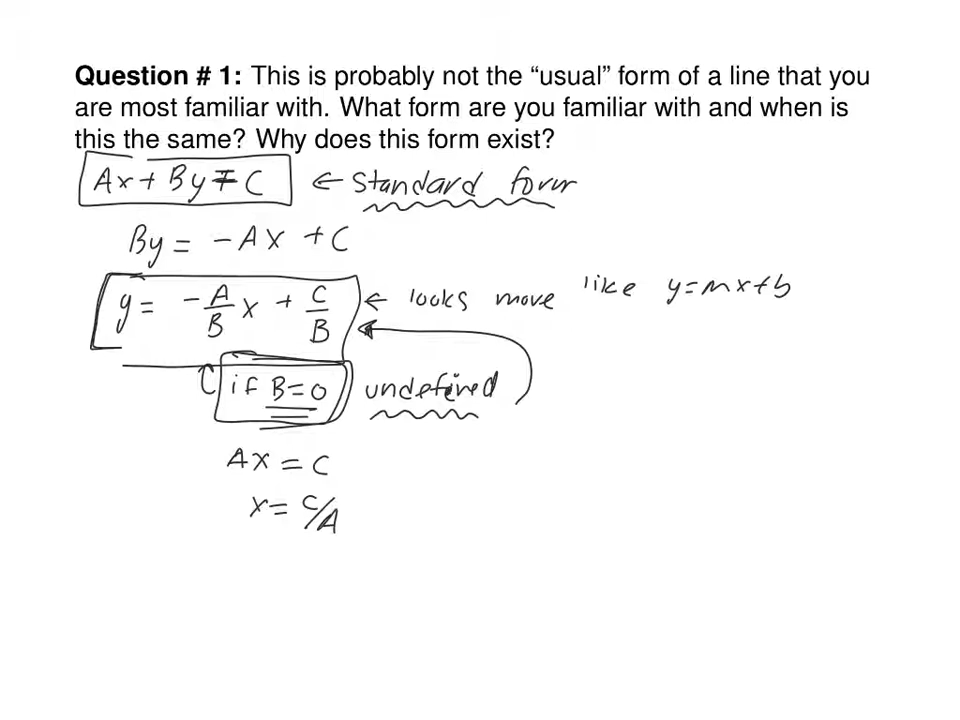 Question # 1: This is probably not the “usual” form of a line that you
are most familiar with. What form are you familiar with and when is
this the same? Why does this form exist?
Ax + By = C ← standard form
By = -Ax + C
y = -A/B x + C/B ← looks more like y=mx+b
if B=0 undefined
Ax = C
x = C/A